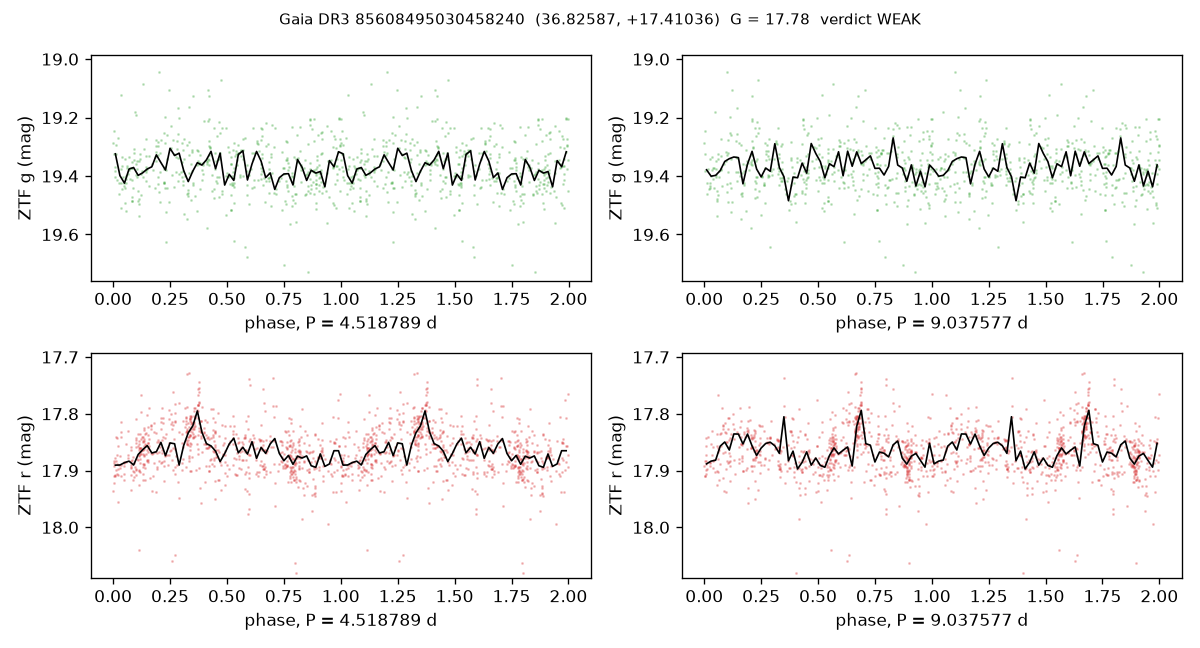 Gaia DR3 85608495030458240 (36.82587, +17.41036) G = 17.78 verdict WEAK
ZTF g (mag)
19.0
19.2
19.4
19.6
0.00 0.25 0.50 0.75 1.00 1.25 1.50 1.75 2.00
phase, P = 4.518789 d
ZTF g (mag)
19.0
19.2
19.4
19.6
0.00 0.25 0.50 0.75 1.00 1.25 1.50 1.75 2.00
phase, P = 9.037577 d
ZTF r (mag)
17.7
17.8
17.9
18.0
0.00 0.25 0.50 0.75 1.00 1.25 1.50 1.75 2.00
phase, P = 4.518789 d
ZTF r (mag)
17.7
17.8
17.9
18.0
0.00 0.25 0.50 0.75 1.00 1.25 1.50 1.75 2.00
phase, P = 9.037577 d